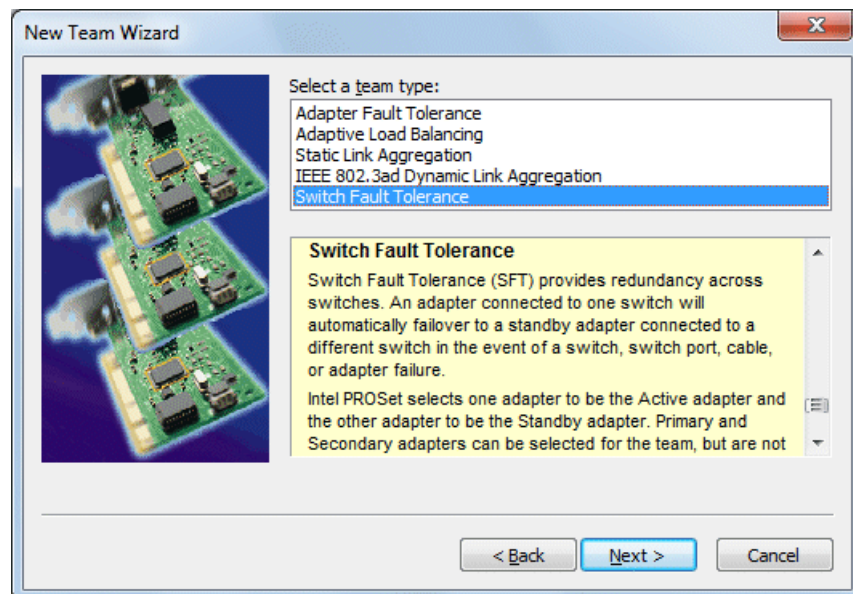 New Team Wizard
Select a team type:
Adapter Fault Tolerance
Adaptive Load Balancing
Static Link Aggregation
IEEE 802.3ad Dynamic Link Aggregation
Switch Fault Tolerance
Switch Fault Tolerance
Switch Fault Tolerance (SFT) provides redundancy across
switches. An adapter connected to one switch will
automatically failover to a standby adapter connected to a
different switch in the event of a switch, switch port, cable,
or adapter failure.
Intel PROSet selects one adapter to be the Active adapter and
the other adapter to be the Standby adapter. Primary and
Secondary adapters can be selected for the team, but are not
< Back
Next >
Cancel